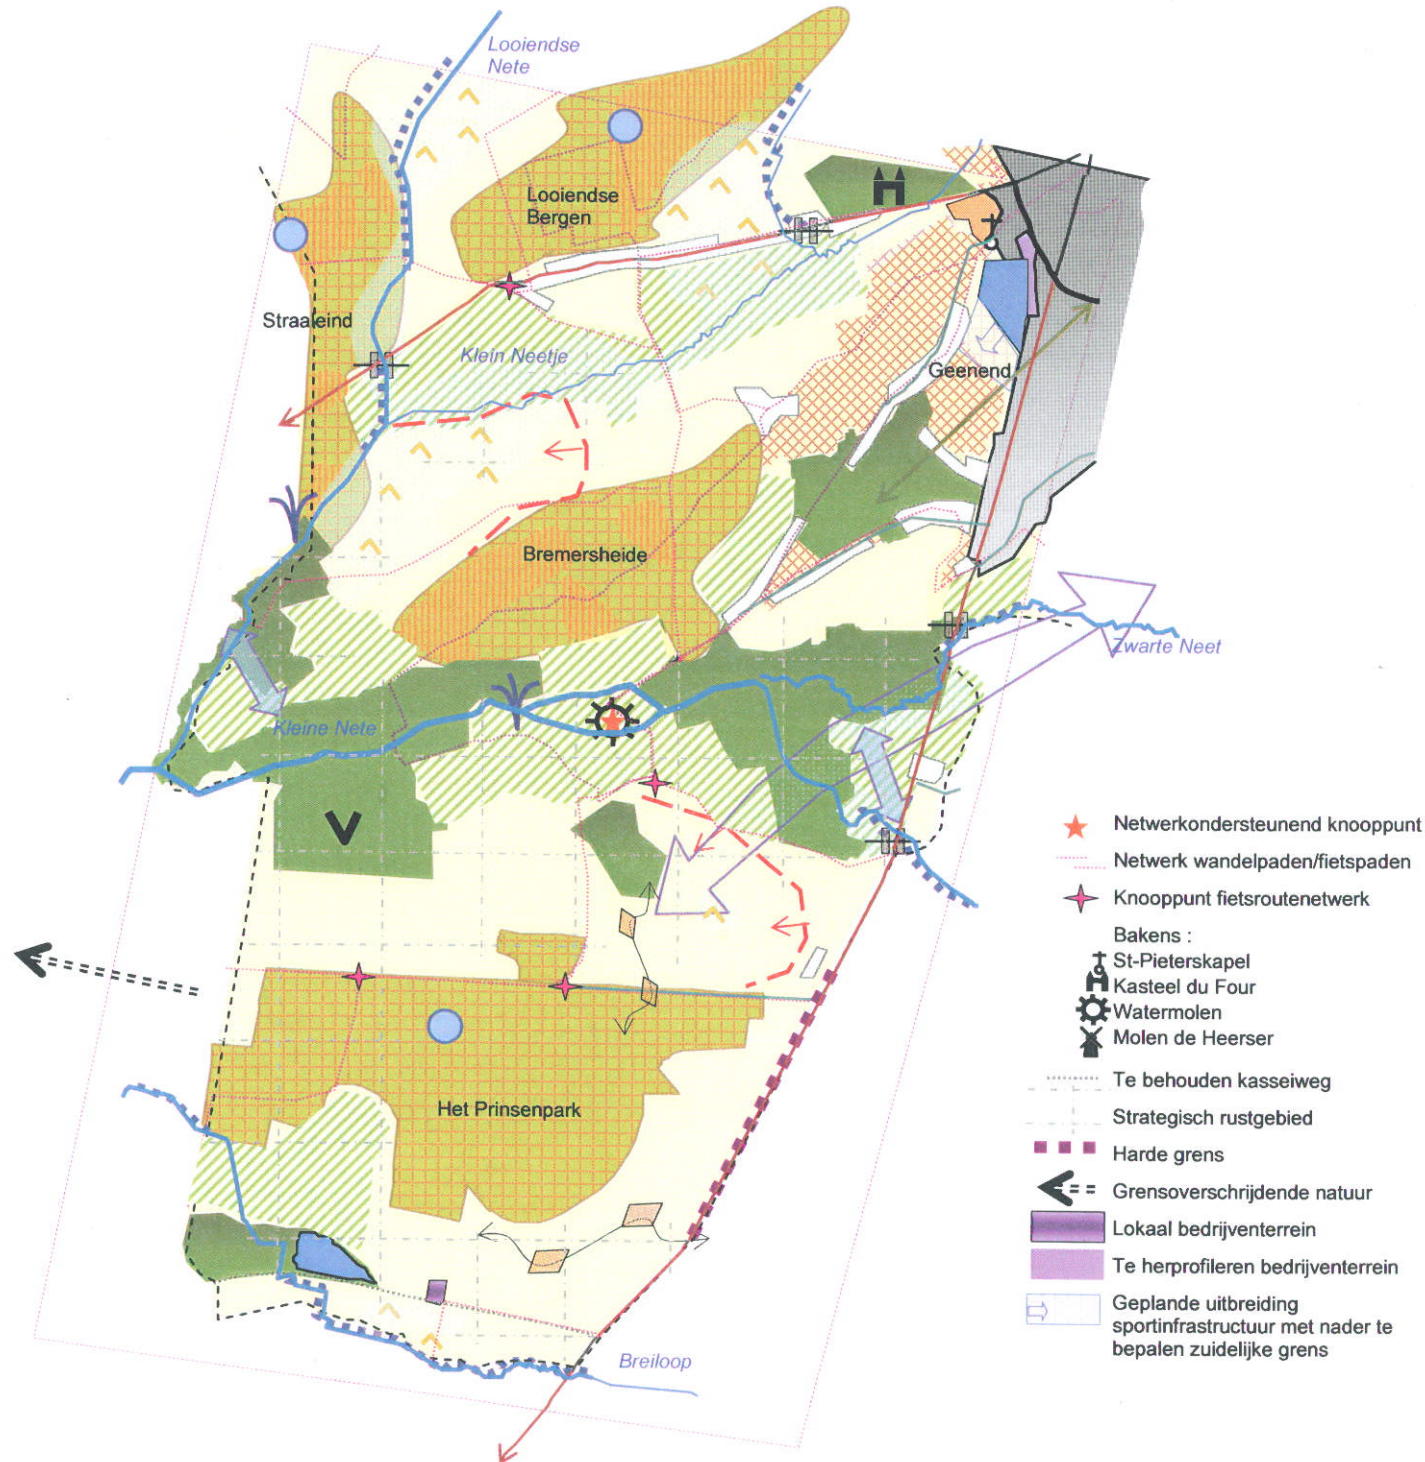 Looiendse
Nete
Looiendse
Bergen
Straaleind
Klein Neetje
Geenend
Bremersheide
Zwarte Neet
Kleine Nete
Het Prinsenpark
Breiloop
Netwerkondersteunend knooppunt
Netwerk wandelpaden/fietspaden
Knooppunt fietsroutenetwerk
Bakens :
St-Pieterskapel
Kasteel du Four
Watermolen
Molen de Heerser
Te behouden kasseiweg
Strategisch rustgebied
Harde grens
Grensoverschrijdende natuur
Lokaal bedrijventerrein
Te herprofileren bedrijventerrein
Geplande uitbreiding
sportinfrastructuur met nader te
bepalen zuidelijke grens